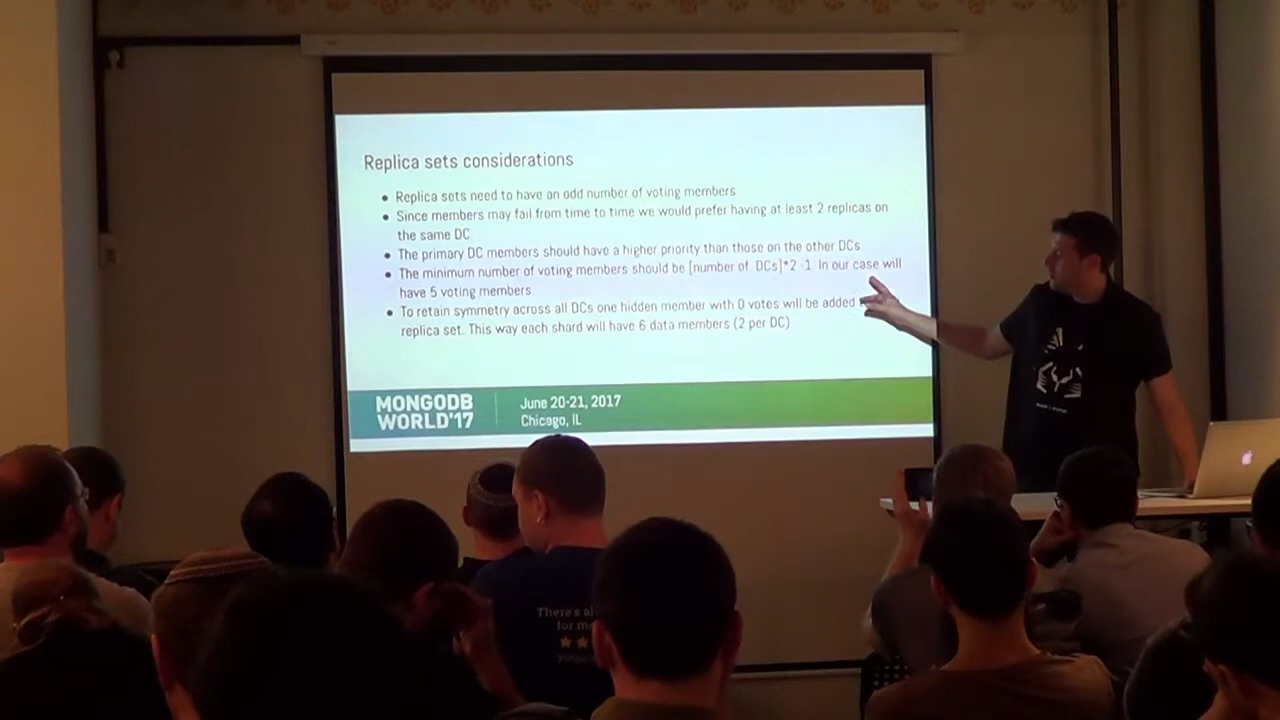 Replica sets considerations
Replica sets need to have an odd number of voting members.
Since members may fail from time to time we would prefer having at least 2 replicas on
the same DC.
The primary DC members should have a higher priority than those on the other DCs.
The minimum number of voting members should be [number of DCs]*2 -1. In our case will
have 5 voting members.
To retain symmetry across all DCs one hidden member with 0 votes will be added
replica set. This way each shard will have 6 data members (2 per DC)
MONGODB
WORLD'17
June 20-21, 2017
Chicago, IL
There's
for